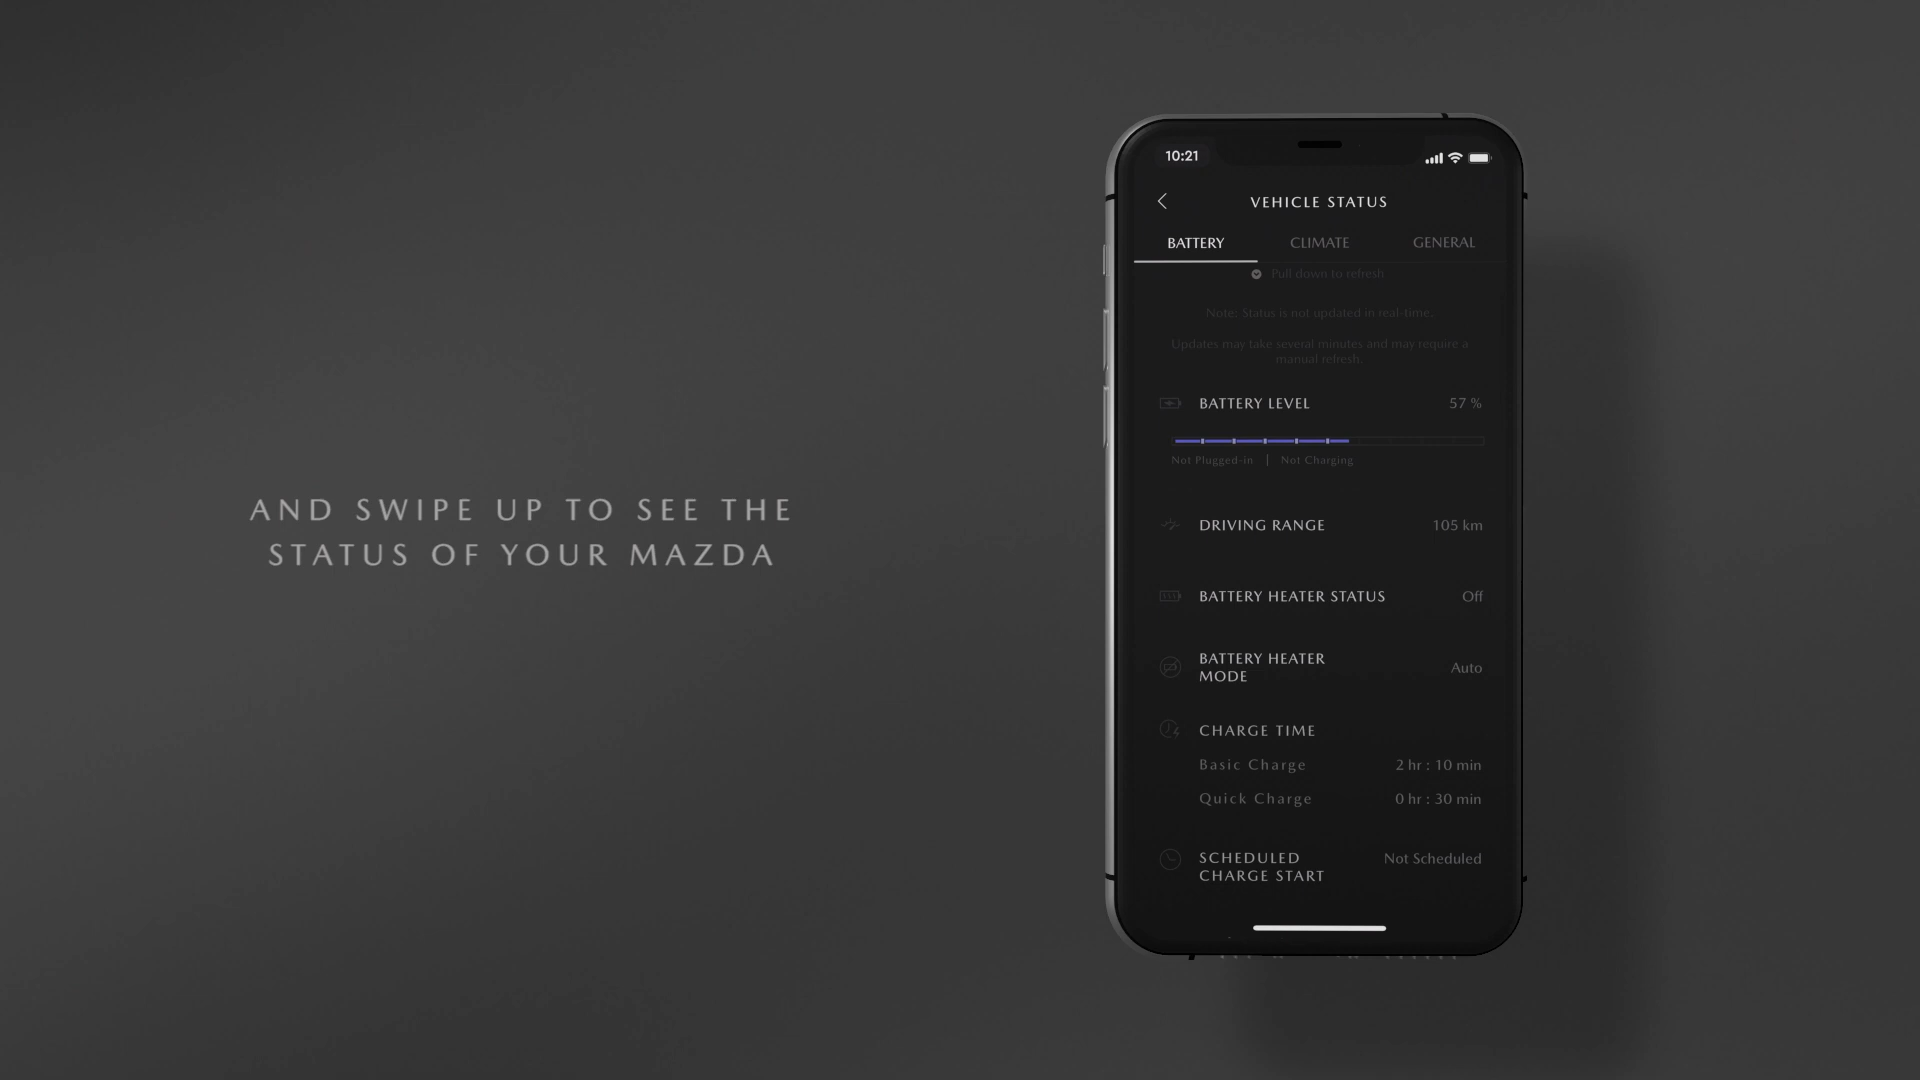 AND SWIPE UP TO SEE THE
STATUS OF YOUR MAZDA
10:21
VEHICLE STATUS
BATTERY CLIMATE GENERAL
Pull down to refresh
Note: Status is not updated in real-time.
Updates may take several minutes and may require a
manual refresh.
BATTERY LEVEL 57 %
Not Plugged-in | Not Charging
DRIVING RANGE 105 km
BATTERY HEATER STATUS Off
BATTERY HEATER
MODE Auto
CHARGE TIME
Basic Charge 2 hr : 10 min
Quick Charge 0 hr : 30 min
SCHEDULED Not Scheduled
CHARGE START